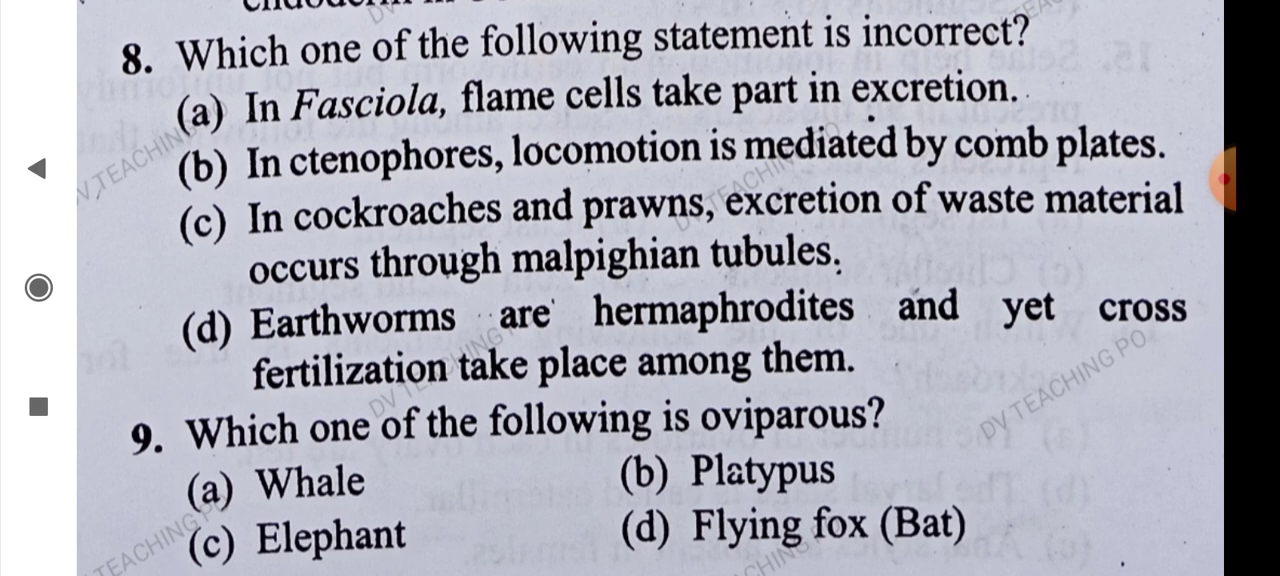 8. Which one of the following statement is incorrect?
(a) In Fasciola, flame cells take part in excretion.
(b) In ctenophores, locomotion is mediated by comb plates.
(c) In cockroaches and prawns, excretion of waste material
occurs through malpighian tubules.
(d) Earthworms are hermaphrodites and yet cross
fertilization take place among them.
9. Which one of the following is oviparous?
(a) Whale (b) Platypus
(c) Elephant (d) Flying fox (Bat)
DV TEACHING PO